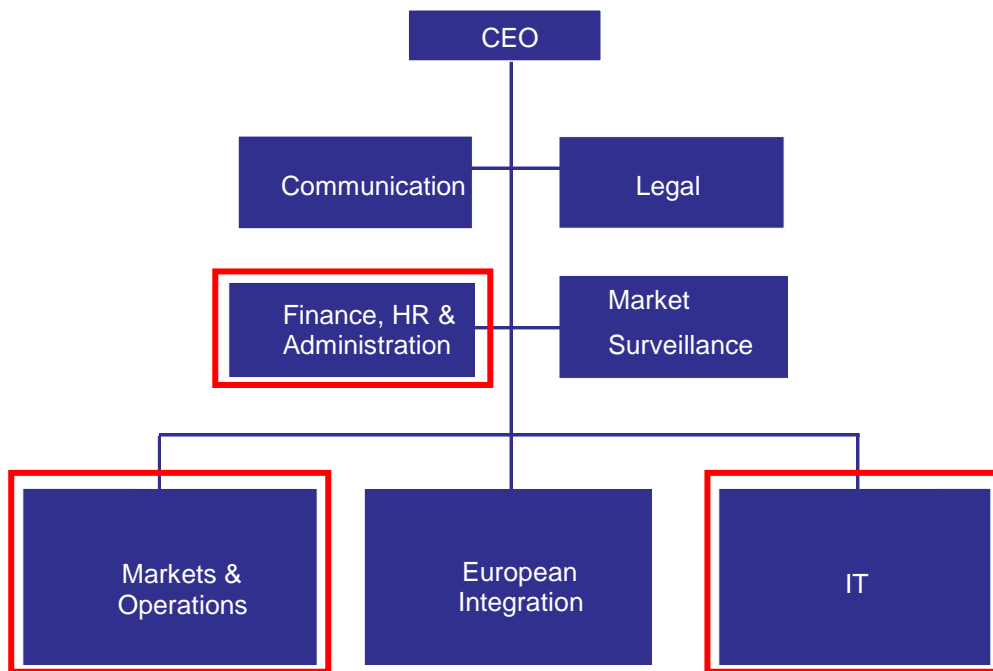 CEO
Communication
Legal
Finance, HR &
Administration
Market
Surveillance
Markets &
Operations
European
Integration
IT